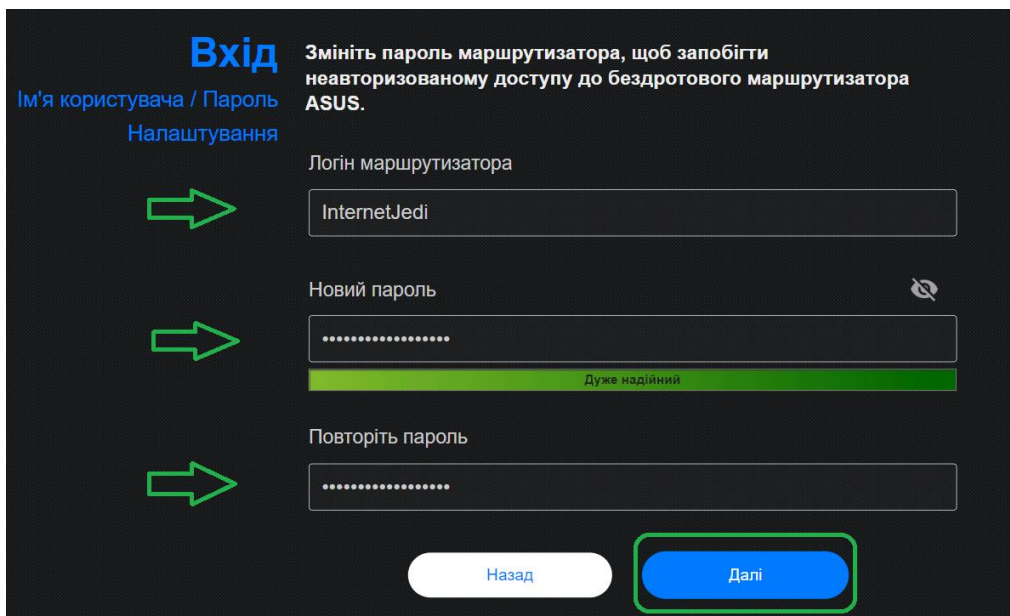 Вхід
Ім'я користувача / Пароль
Налаштування
Змініть пароль маршрутизатора, щоб запобігти
неавторизованому доступу до бездротового маршрутизатора
ASUS.
Логін маршрутизатора
InternetJedi
Новий пароль
••••••••••••••••••
Дуже надійний
Повторіть пароль
••••••••••••••••••
Назад
Далі